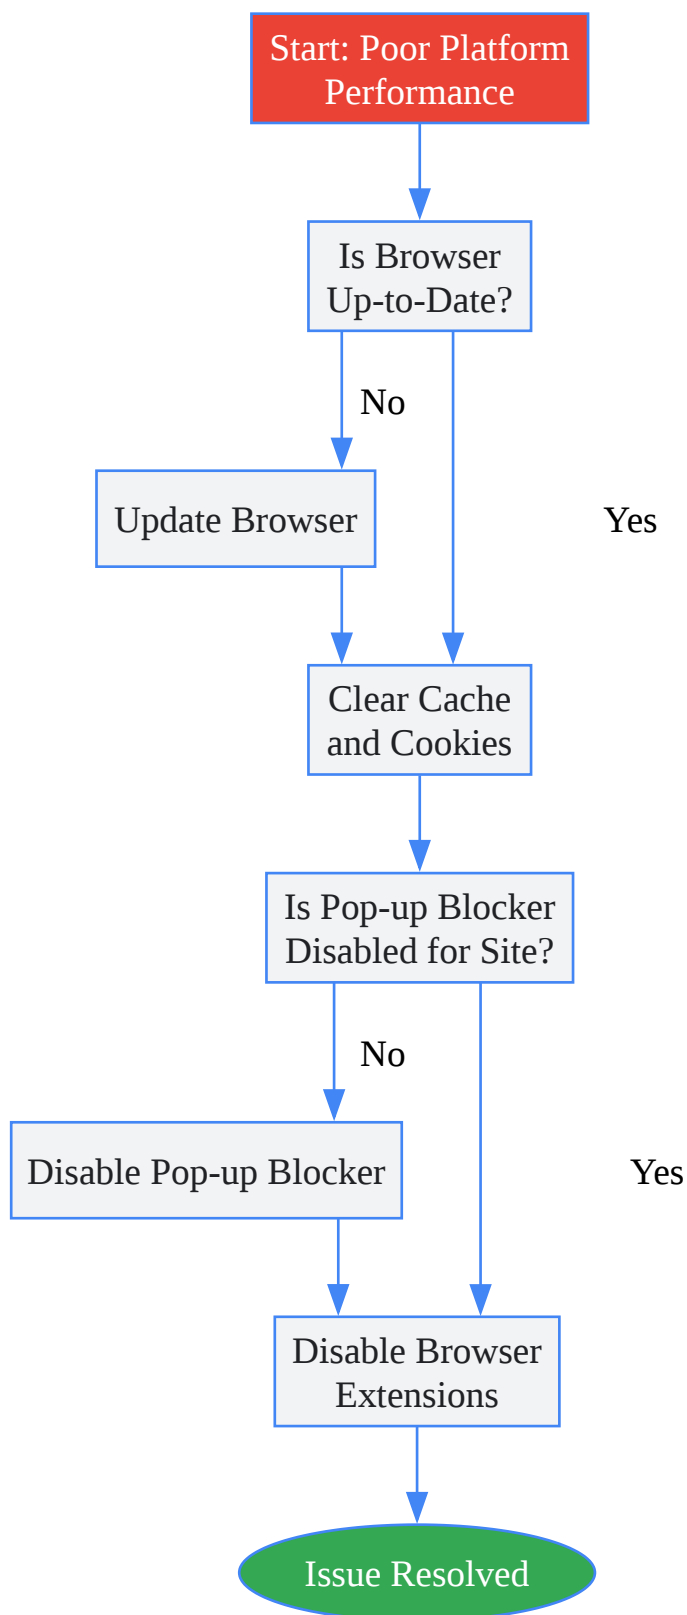 Start: Poor Platform
Performance
Is Browser
Up-to-Date?
No
Update Browser
Yes
Clear Cache
and Cookies
Is Pop-up Blocker
Disabled for Site?
No
Disable Pop-up Blocker
Yes
Disable Browser
Extensions
Issue Resolved